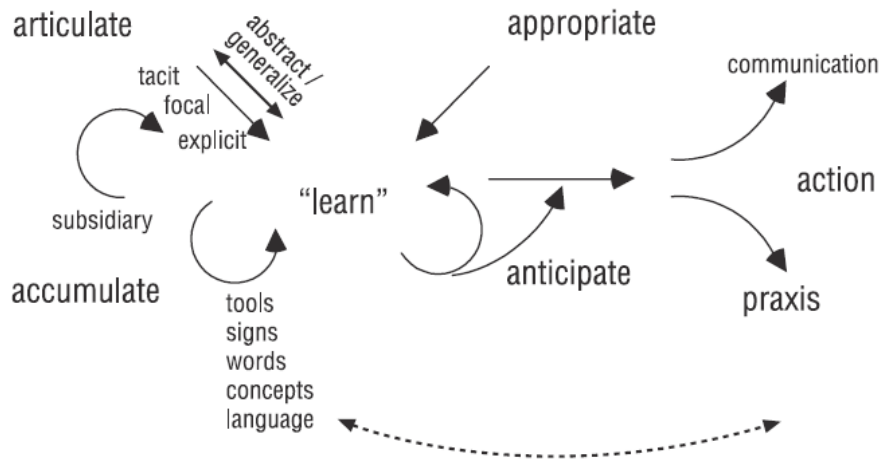 articulate
abstract /
generalize
appropriate
tacit
focal
explicit
communication
subsidiary
"learn"
action
accumulate
anticipate
praxis
tools
signs
words
concepts
language